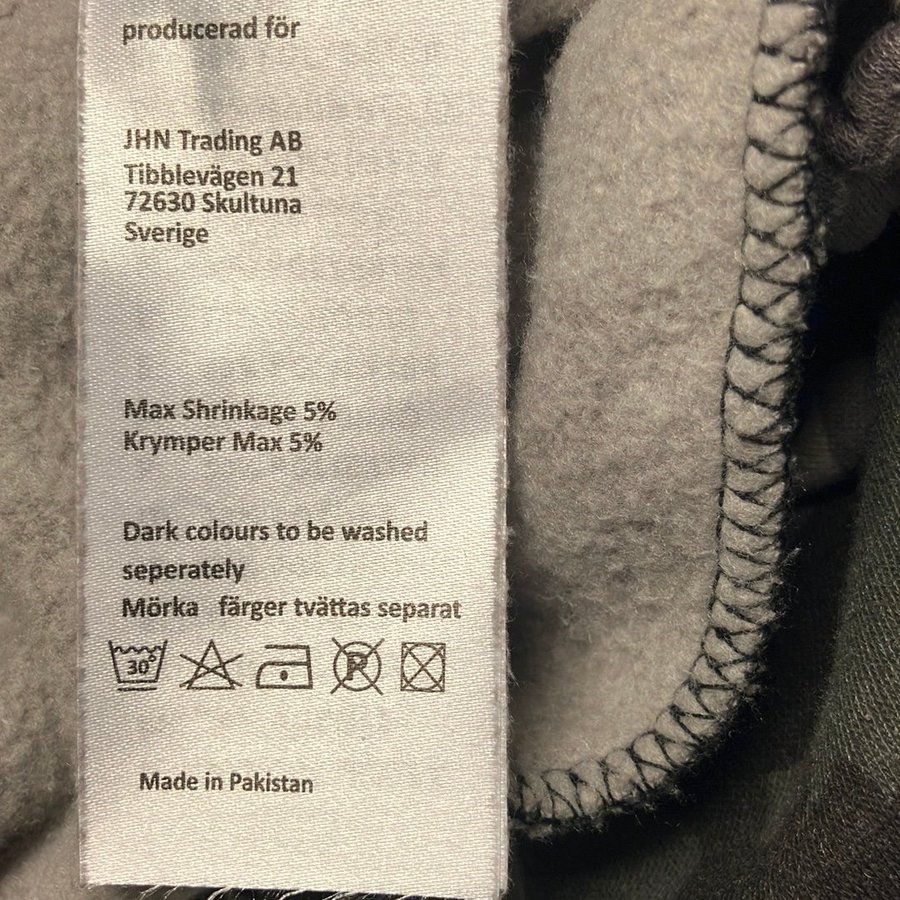 producerad för
JHN Trading AB
Tibblevägen 21
72630 Skultuna
Sverige
Max Shrinkage 5%
Krymper Max 5%
Dark colours to be washed
seperately
Mörka färger tvättas separat
30° P
Made in Pakistan